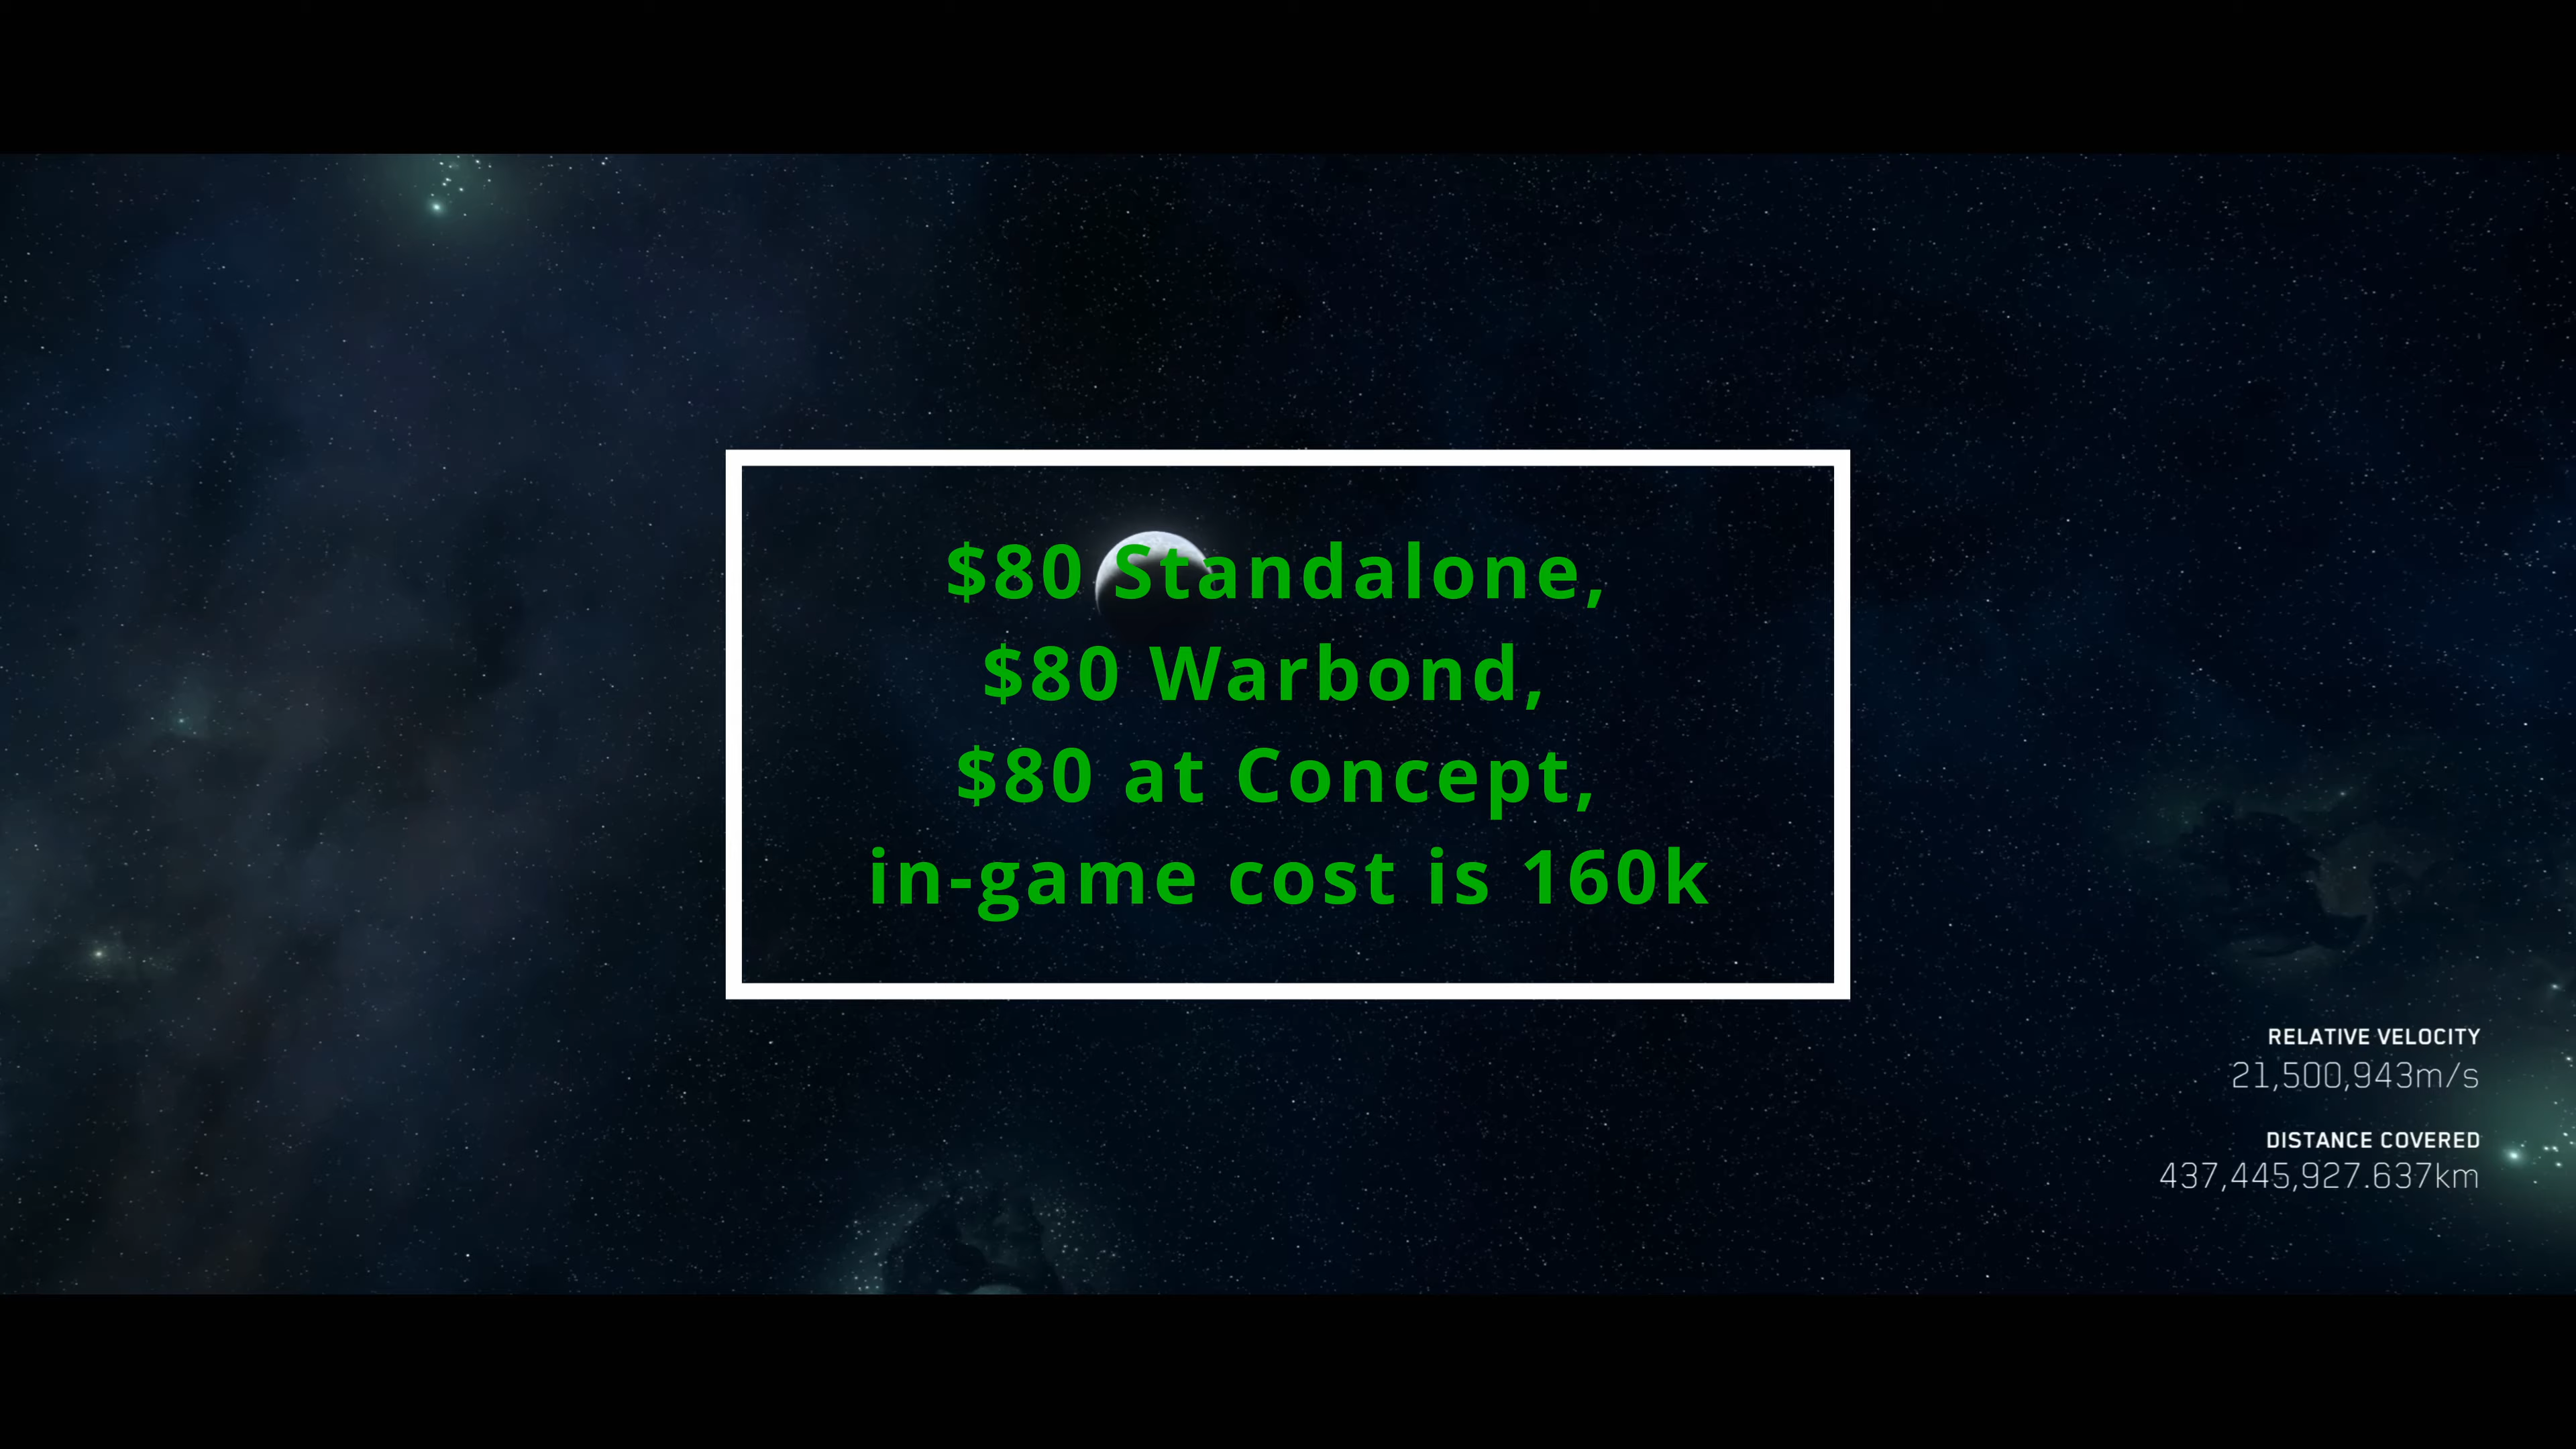 $80 Standalone,
$80 Warbond,
$80 at Concept,
in-game cost is 160k
RELATIVE VELOCITY
21,500,943m/s
DISTANCE COVERED
437,445,927.637km